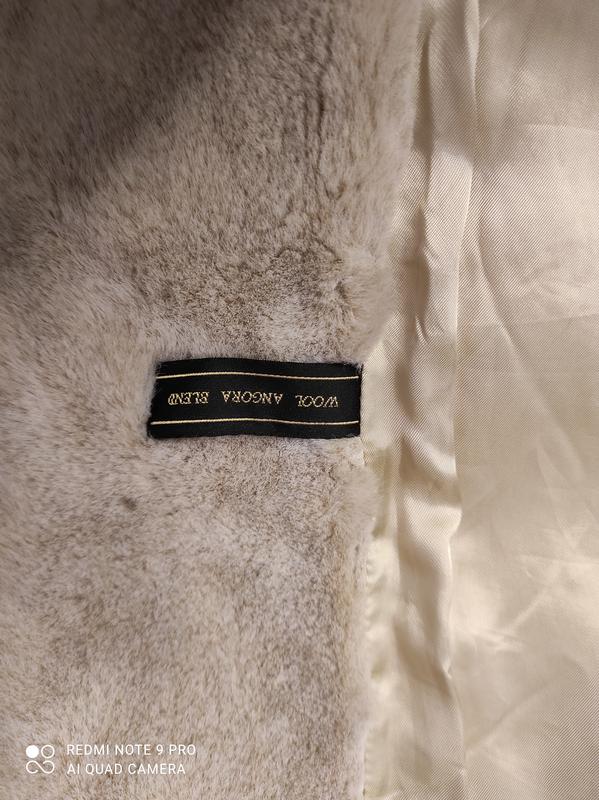 WOOL ANGORA BLEND
REDMI NOTE 9 PRO
AI QUAD CAMERA